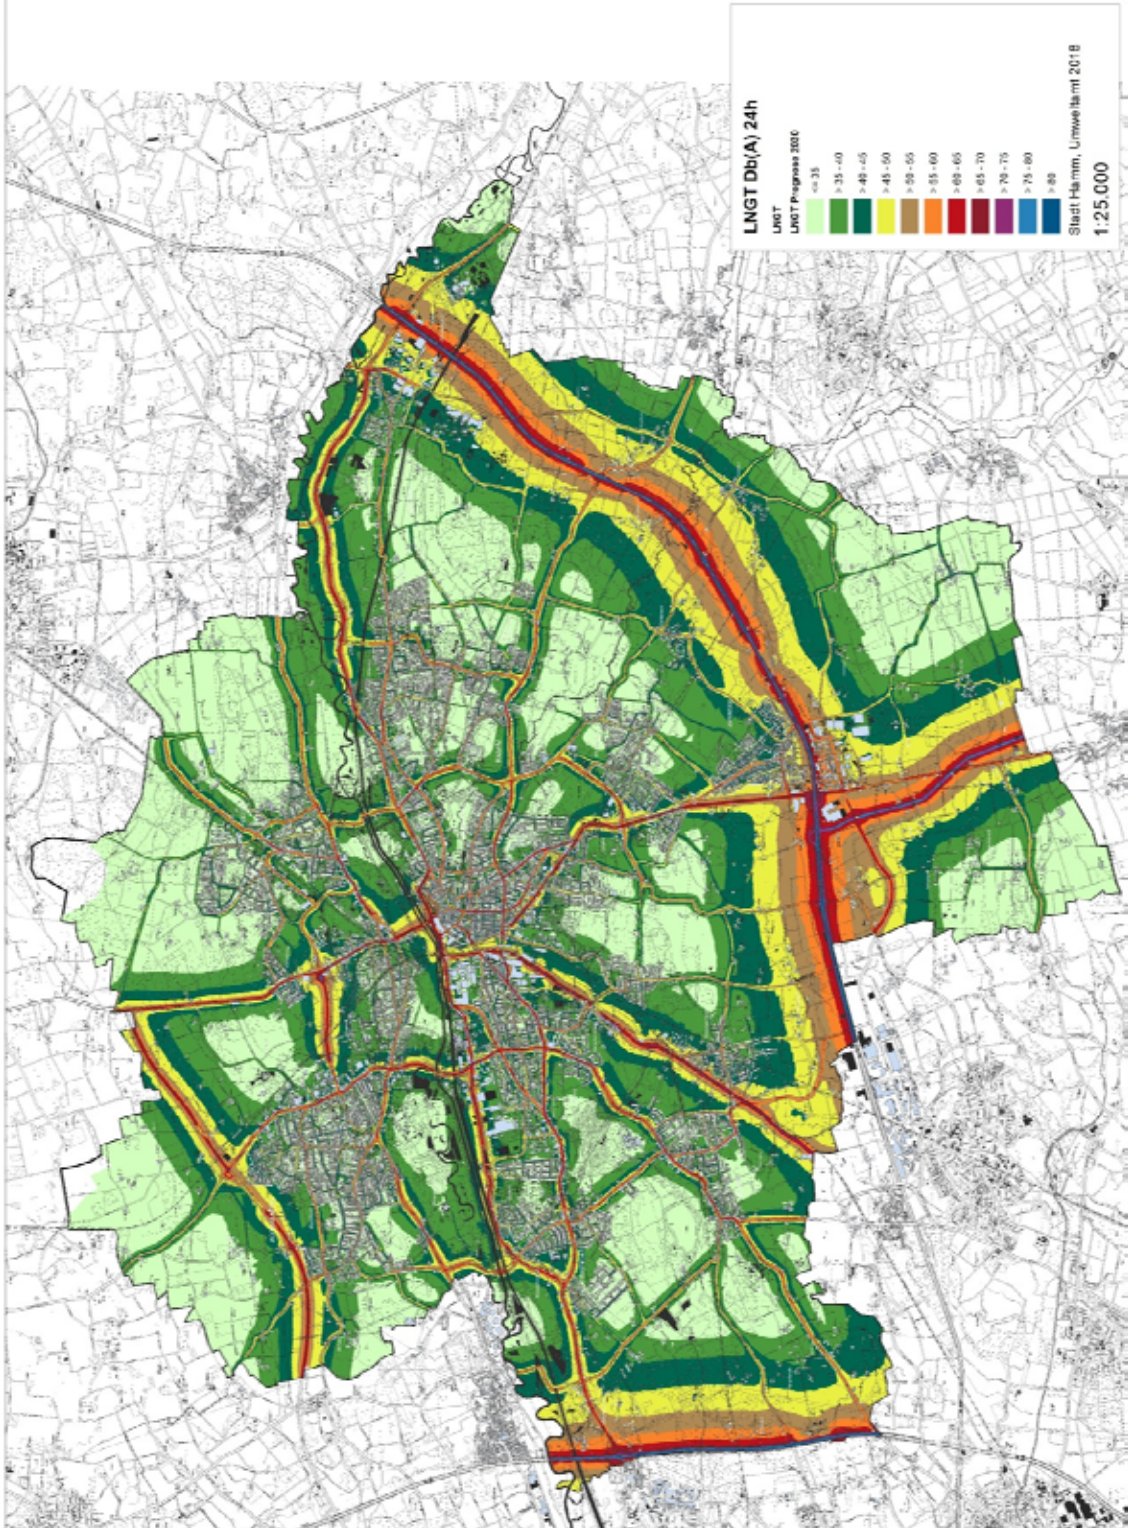 LNGT Db(A) 24h
LNGT
LNGT Prognose 2030
<= 35
> 35 - 40
> 40 - 45
> 45 - 50
> 50 - 55
> 55 - 60
> 60 - 65
> 65 - 70
> 70 - 75
> 75 - 80
> 80
Stadt Hamm, Umweltamt 2018
1:25.000